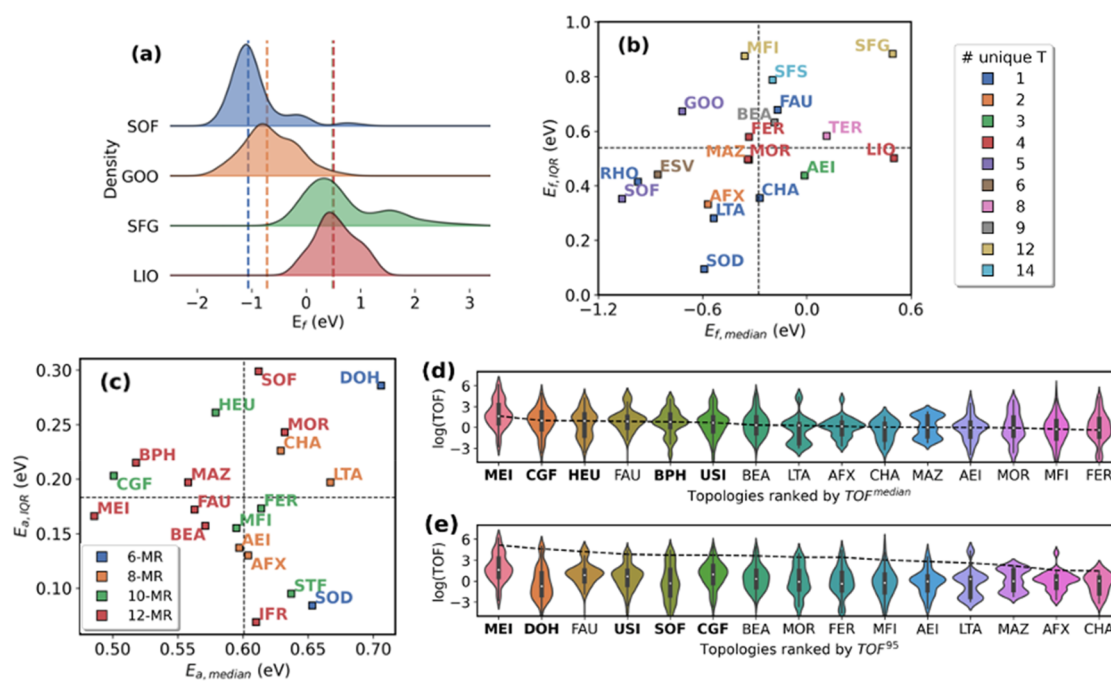 (a)
Density
SOF
GOO
SFG
LIO
−2 −1 0 1 2 3
E_f (eV)
(b)
E_f,IQR (eV)
1.0
0.8
0.6
0.4
0.2
0.0
MFI
SFG
SFS
GOO
FAU
BEA
FER
TER
MAZ
MOR
LIO
ESV
AEI
RHO
SOF
CHA
AFX
LTA
SOD
−1.2 −0.6 0.0 0.6
E_f,median (eV)
# unique T
1
2
3
4
5
6
8
9
12
14
(c)
E_a,IQR (eV)
0.30
0.25
0.20
0.15
0.10
SOF
DOH
HEU
MOR
CHA
BPH
CGF
MAZ
LTA
MEI
FAU
FER
BEA
MFI
AEI
AFX
STF
SOD
IFR
6-MR
8-MR
10-MR
12-MR
0.50 0.55 0.60 0.65 0.70
E_a,median (eV)
(d)
log(TOF)
6
3
0
−3
MEI CGF HEU FAU BPH USI BEA LTA AFX CHA MAZ AEI MOR MFI FER
Topologies ranked by TOF^median
(e)
log(TOF)
6
3
0
−3
MEI DOH FAU USI SOF CGF BEA MOR FER MFI AEI LTA MAZ AFX CHA
Topologies ranked by TOF^95